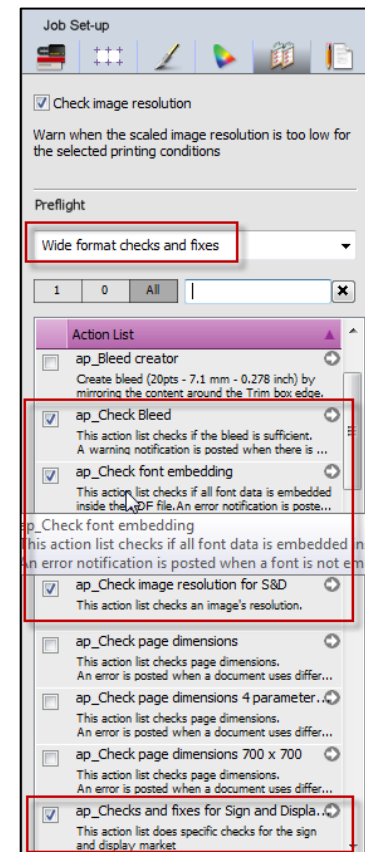 Job Set-up
Check image resolution
Warn when the scaled image resolution is too low for
the selected printing conditions
Preflight
Wide format checks and fixes
1 0 All
Action List
ap_Bleed creator
Create bleed (20pts - 7.1 mm - 0.278 inch) by
mirroring the content around the Trim box edge.
ap_Check Bleed
This action list checks if the bleed is sufficient.
A warning notification is posted when there is ...
ap_Check font embedding
This action list checks if all font data is embedded
inside the PDF file.An error notification is poste...
ap_Check font embedding
This action list checks if all font data is embedded in
An error notification is posted when a font is not em
ap_Check image resolution for S&D
This action list checks an image's resolution.
ap_Check page dimensions
This action list checks page dimensions.
An error is posted when a document uses differ...
ap_Check page dimensions 4 parameter...
This action list checks page dimensions.
An error is posted when a document uses differ...
ap_Check page dimensions 700 x 700
This action list checks page dimensions.
An error is posted when a document uses differ...
ap_Checks and fixes for Sign and Displa...
This action list does specific checks for the sign
and display market